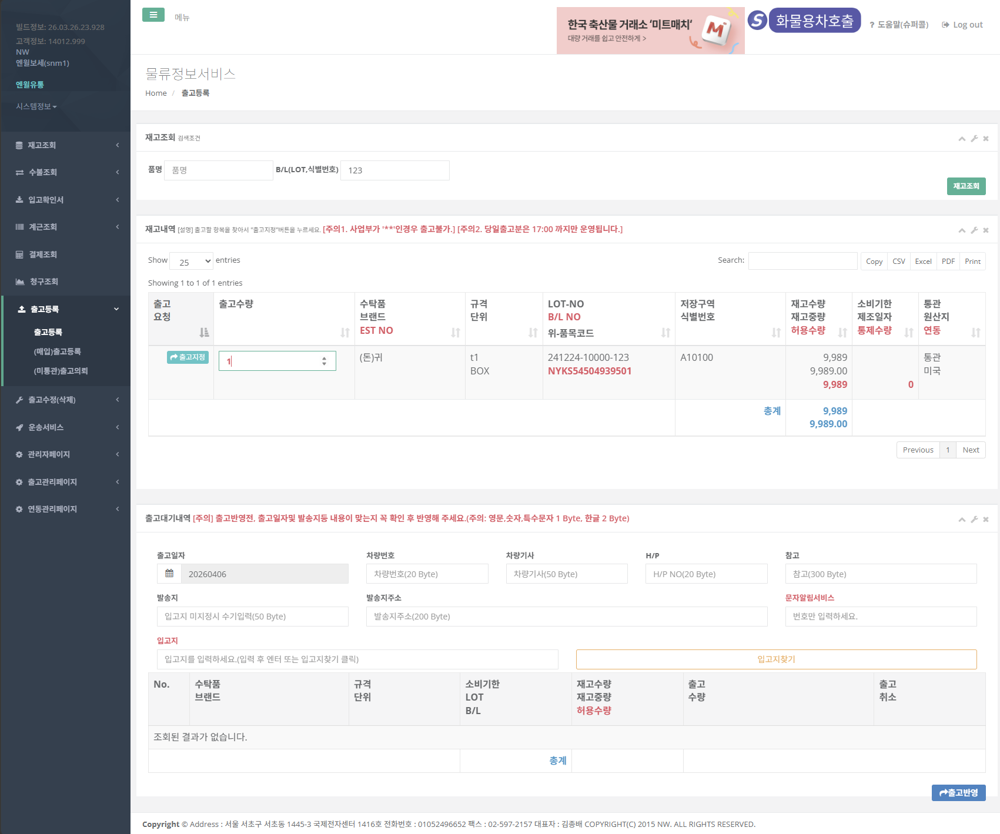 빌드정보: 26.03.26.23.928
고객정보: 14012.999
NW
엔윌보세(snm1)
엔윌유통
시스템정보
재고조회
수불조회
입고확인서
계근조회
결제조회
청구조회
출고등록
출고등록
(매입)출고등록
(미통관)출고의뢰
출고수정(삭제)
운송서비스
관리자페이지
출고관리페이지
연동관리페이지
메뉴
한국 축산물 거래소 ‘미트매치’
대량 거래를 쉽고 안전하게 >
M
S 화물용차호출
? 도움말(슈퍼콜)
Log out
물류정보서비스
Home / 출고등록
재고조회 검색조건
품명 품명 B/L(LOT,식별번호) 123
재고조회
재고내역 [설명] 출고할 항목을 찾아서 "출고지정"버튼을 누르세요. [주의1. 사업부가 '**'인경우 출고불가.] [주의2. 당일출고분은 17:00 까지만 운영됩니다.]
Show 25 entries
Search:
Copy CSV Excel PDF Print
Showing 1 to 1 of 1 entries
출고
요청
출고수량
수탁품
브랜드
EST NO
규격
단위
LOT-NO
B/L NO
위-품목코드
저장구역
식별번호
재고수량
재고중량
허용수량
소비기한
제조일자
통제수량
통관
원산지
연동
출고지정
1
(돈)귀
t1
BOX
241224-10000-123
NYKS54504939501
A10100
9,989
9,989.00
9,989
0
통관
미국
총계
9,989
9,989.00
Previous 1 Next
출고대기내역 [주의] 출고반영전, 출고일자및 발송지등 내용이 맞는지 꼭 확인 후 반영해 주세요.(주의: 영문,숫자,특수문자 1 Byte, 한글 2 Byte)
출고일자
20260406
차량번호
차량번호(20 Byte)
차량기사
차량기사(50 Byte)
H/P
H/P NO(20 Byte)
참고
참고(300 Byte)
발송지
입고지 미지정시 수기입력(50 Byte)
발송지주소
발송지주소(200 Byte)
문자알림서비스
번호만 입력하세요.
입고지
입고지를 입력하세요.(입력 후 엔터 또는 입고지찾기 클릭)
입고지찾기
No.
수탁품
브랜드
규격
단위
소비기한
LOT
B/L
재고수량
재고중량
허용수량
출고
수량
출고
취소
조회된 결과가 없습니다.
총계
출고반영
Copyright © Address : 서울 서초구 서초동 1445-3 국제전자센터 1416호 전화번호 : 01052496652 팩스 : 02-597-2157 대표자 : 김종배 COPYRIGHT(C) 2015 NW. ALL RIGHTS RESERVED.